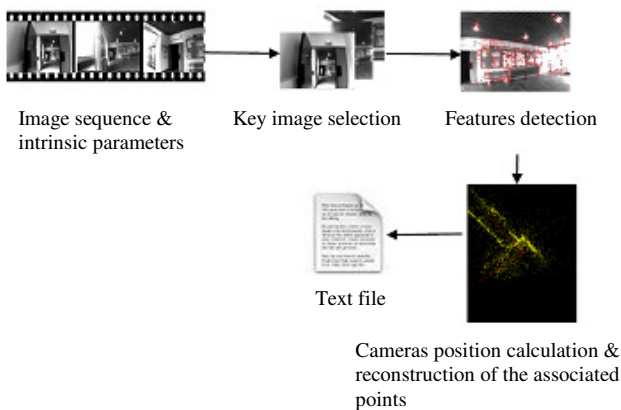 Image sequence &
intrinsic parameters
Key image selection
Features detection
Text file
Cameras position calculation &
reconstruction of the associated
points